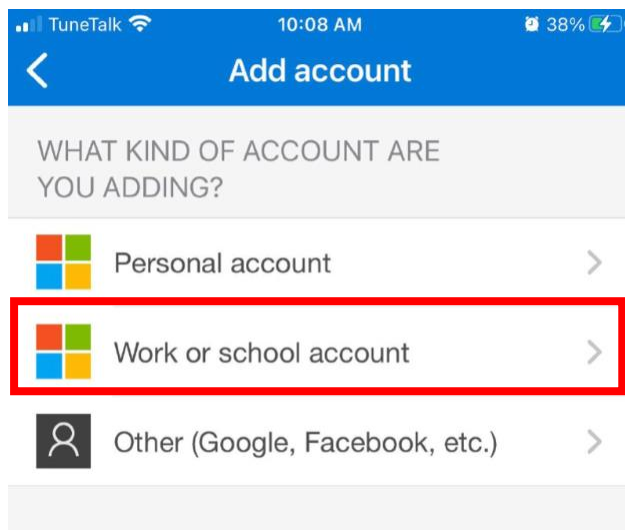 TuneTalk 10:08 AM 38%
Add account
WHAT KIND OF ACCOUNT ARE
YOU ADDING?
Personal account
Work or school account
Other (Google, Facebook, etc.)